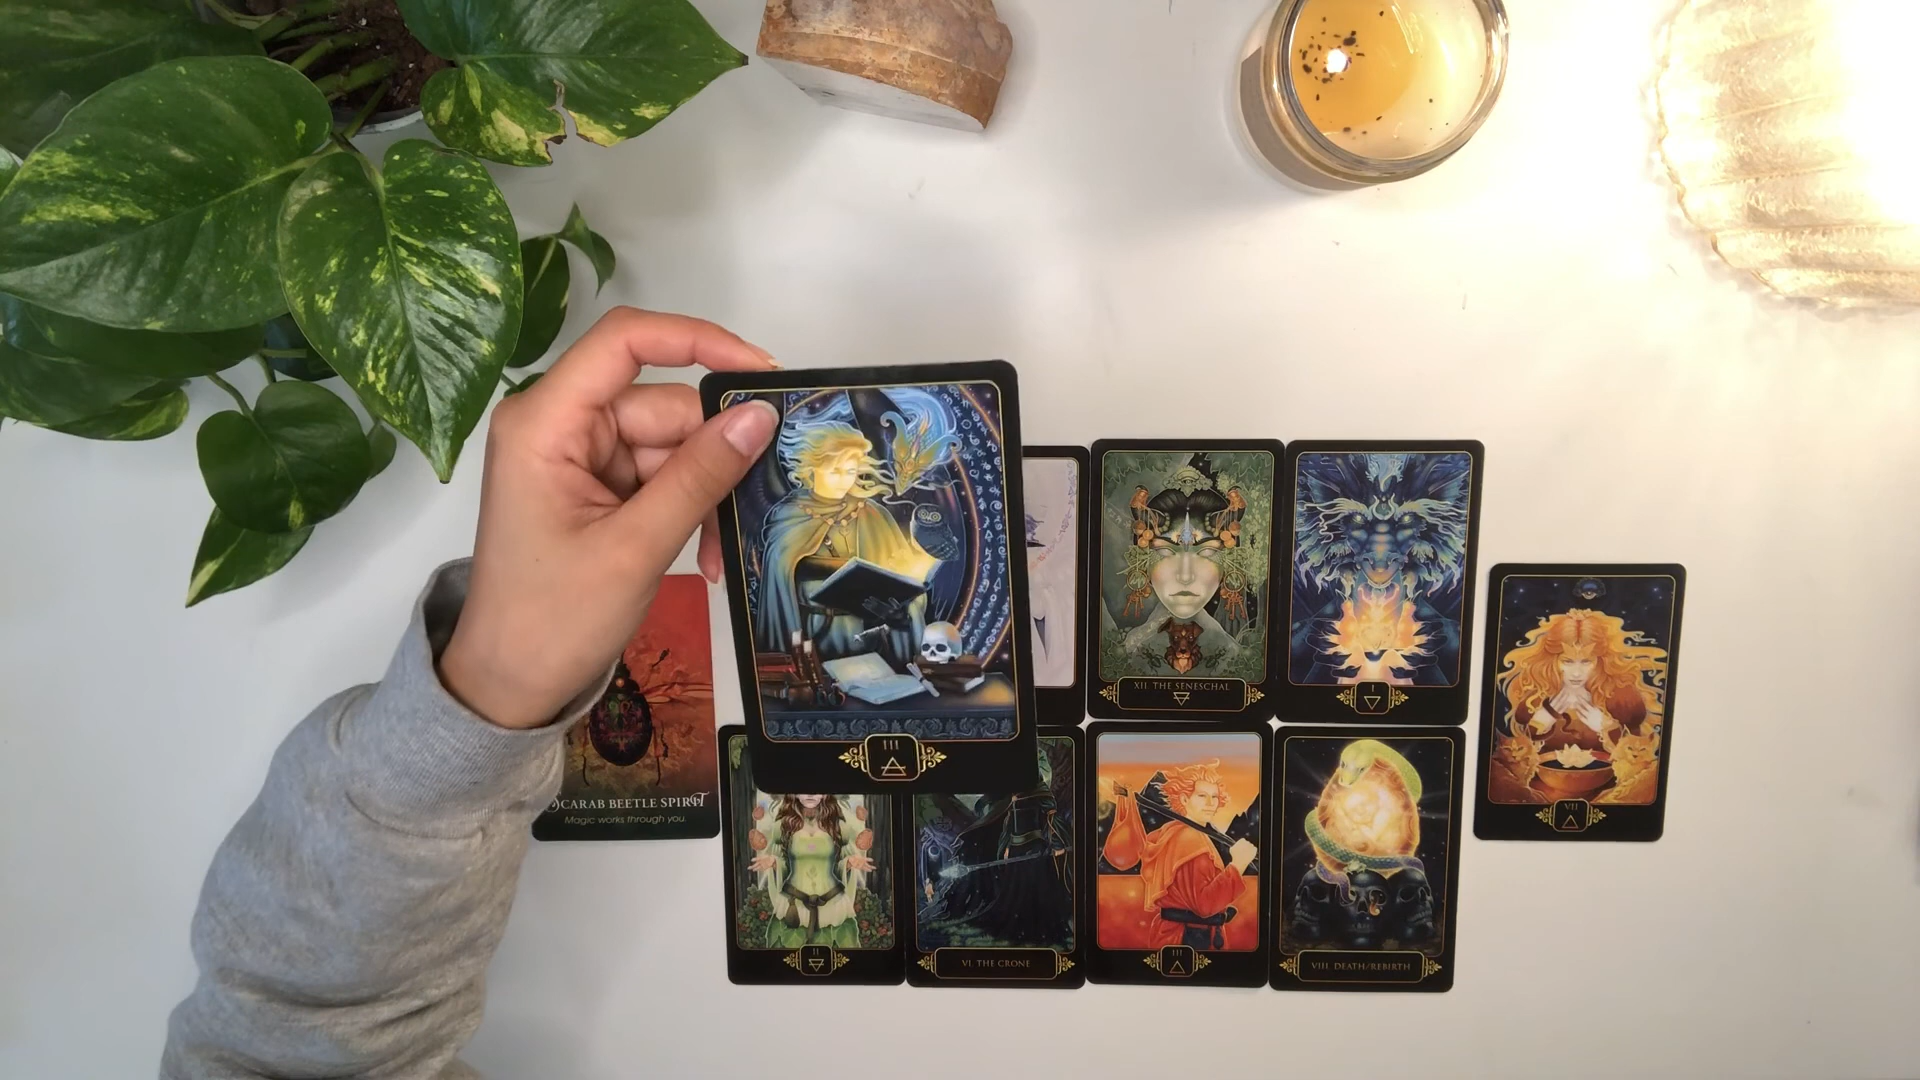 III
XII. THE SENESCHAL
I
VII
SCARAB BEETLE SPIRIT
Magic works through you.
II
VI. THE CRONE
III
VIII. DEATH/REBIRTH